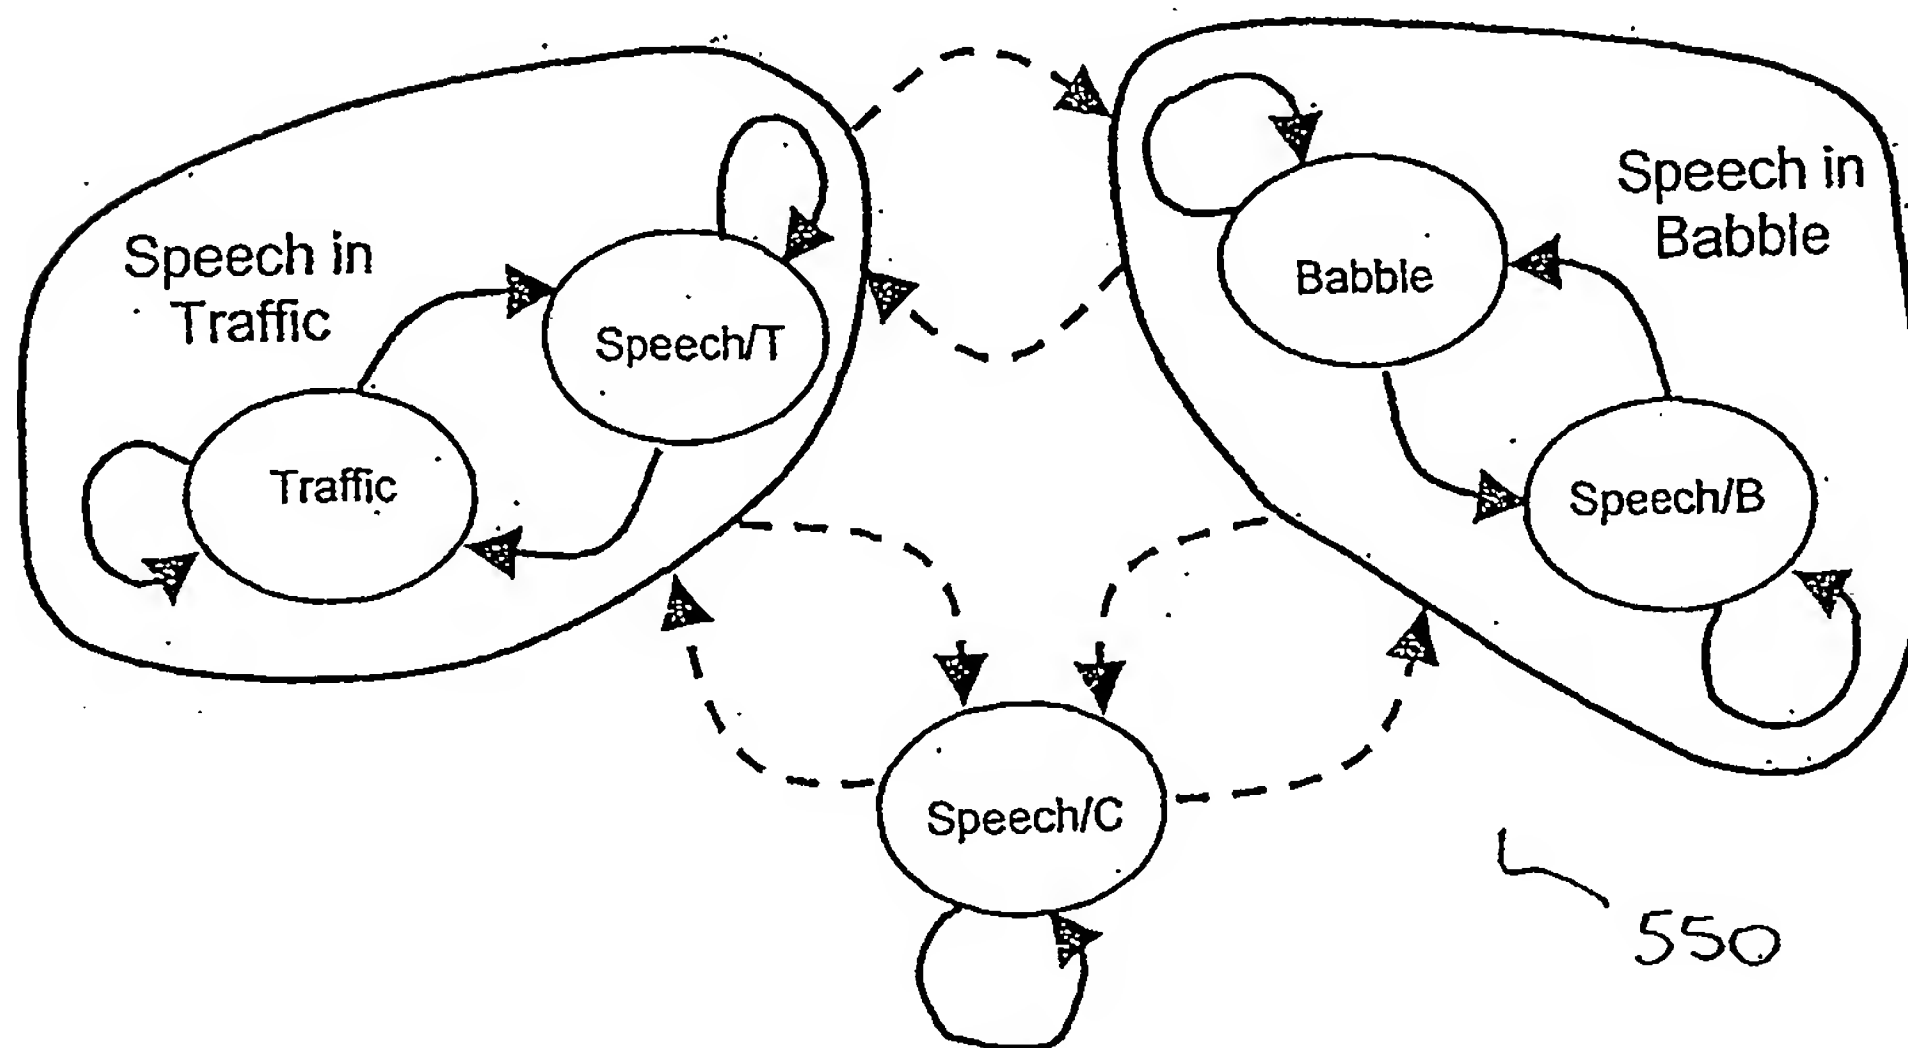 Speech in
Traffic
Speech/T
Traffic
Speech in
Babble
Babble
Speech/B
Speech/C
550